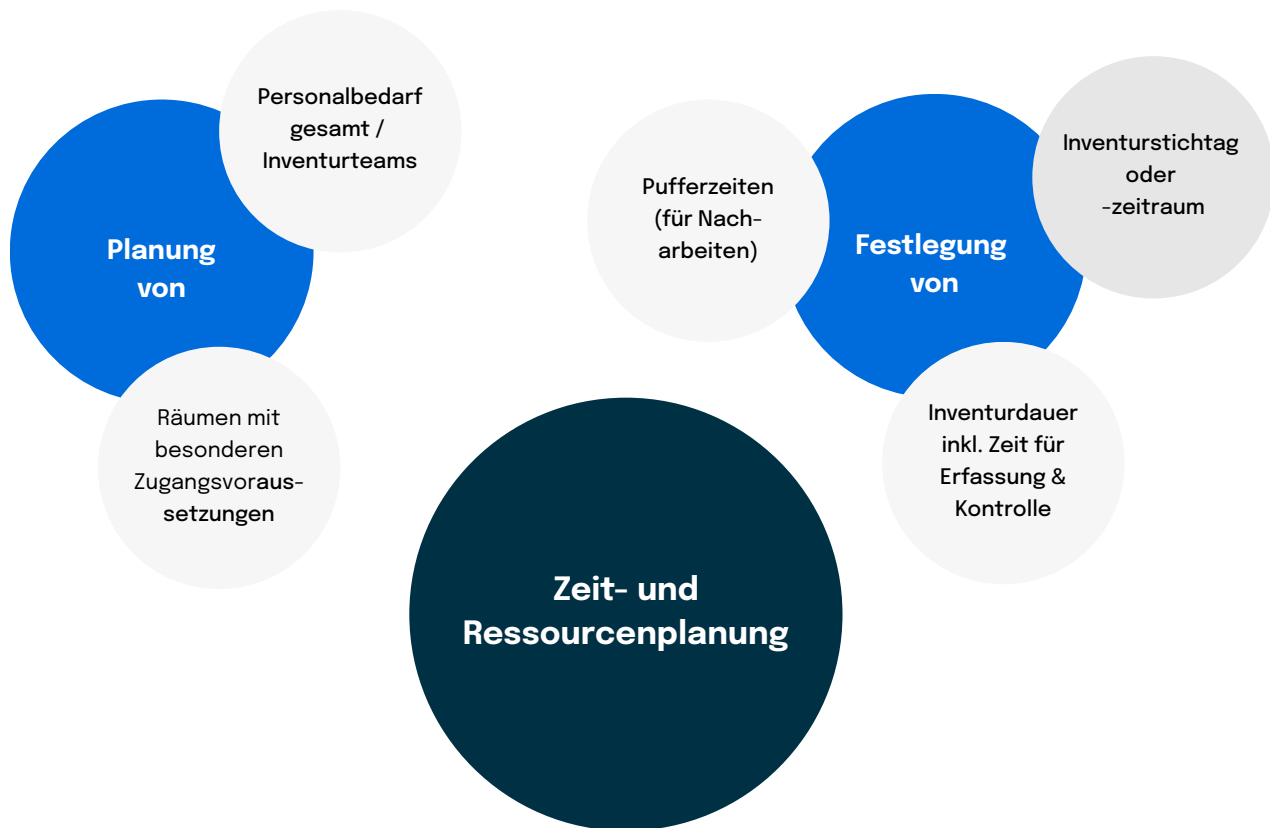 Personalbedarf
gesamt /
Inventurteams
Planung
von
Räumen mit
besonderen
Zugangsvoraus-
setzungen
Pufferzeiten
(für Nach-
arbeiten)
Festlegung
von
Inventurstichtag
oder
-zeitraum
Inventurdauer
inkl. Zeit für
Erfassung &
Kontrolle
Zeit- und
Ressourcenplanung